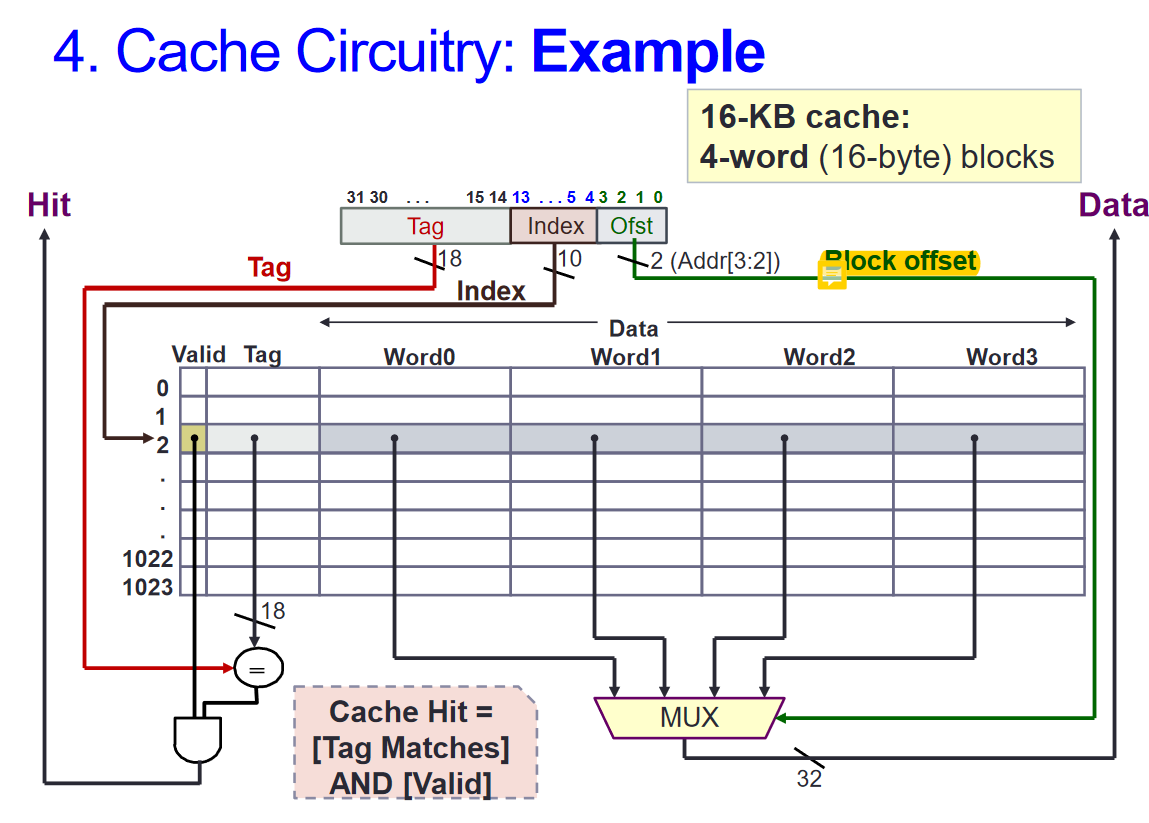 4. Cache Circuitry: Example
16-KB cache:
4-word (16-byte) blocks
Hit
Data
31 30 ... 15 14 13 ... 5 4 3 2 1 0
Tag Index Ofst
18 10 2 (Addr[3:2])
Tag
Block offset
Index
Data
Valid Tag Word0 Word1 Word2 Word3
0
1
2
.
.
.
1022
1023
18
=
Cache Hit =
[Tag Matches]
AND [Valid]
MUX
32